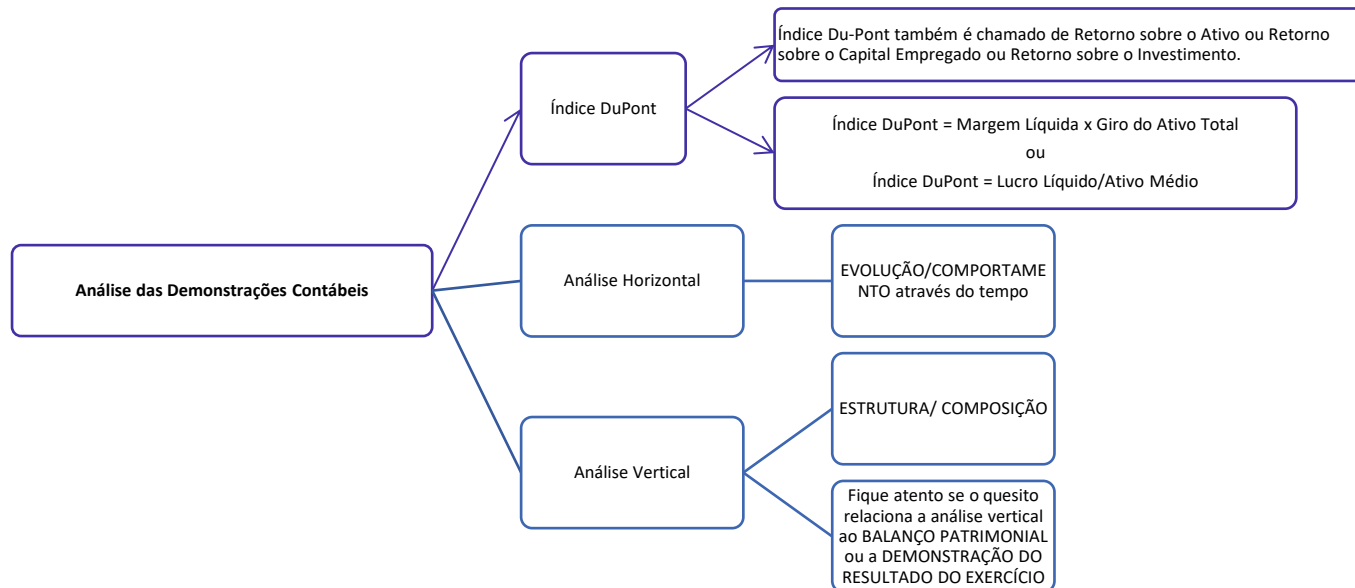 Índice Du-Pont também é chamado de Retorno sobre o Ativo ou Retorno
sobre o Capital Empregado ou Retorno sobre o Investimento.
Índice DuPont
Índice DuPont = Margem Líquida x Giro do Ativo Total
ou
Índice DuPont = Lucro Líquido/Ativo Médio
Análise das Demonstrações Contábeis
Análise Horizontal
EVOLUÇÃO/COMPORTAME
NTO através do tempo
Análise Vertical
ESTRUTURA/ COMPOSIÇÃO
Fique atento se o quesito
relaciona a análise vertical
ao BALANÇO PATRIMONIAL
ou a DEMONSTRAÇÃO DO
RESULTADO DO EXERCÍCIO